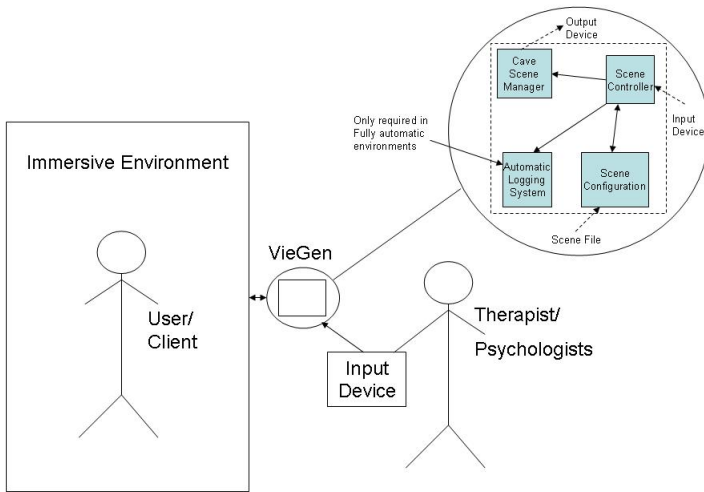 Output
Device
Cave
Scene
Manager
Scene
Controller
Input
Device
Only required in
Fully automatic
environments
Automatic
Logging
System
Scene
Configuration
Scene File
Immersive Environment
VieGen
User/
Client
Therapist/
Psychologists
Input
Device